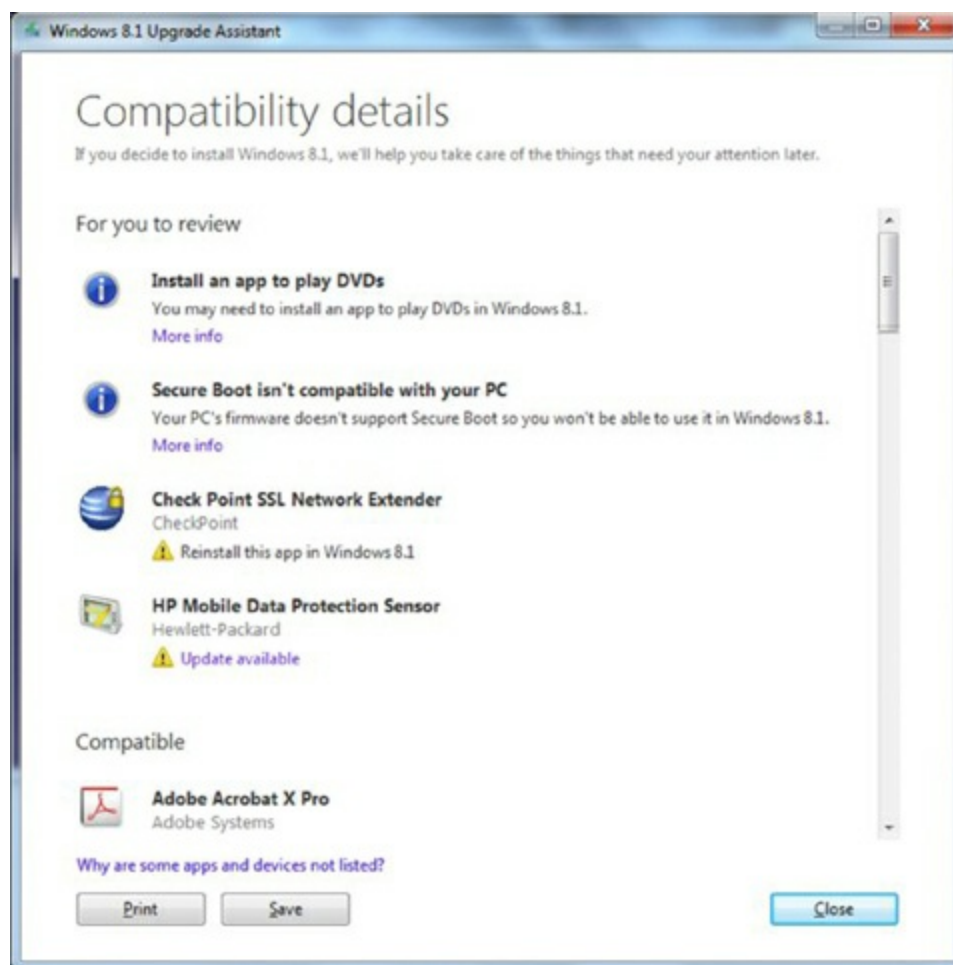 Windows 8.1 Upgrade Assistant
Compatibility details
If you decide to install Windows 8.1, we'll help you take care of the things that need your attention later.
For you to review
Install an app to play DVDs
You may need to install an app to play DVDs in Windows 8.1.
More info
Secure Boot isn't compatible with your PC
Your PC's firmware doesn't support Secure Boot so you won't be able to use it in Windows 8.1.
More info
Check Point SSL Network Extender
CheckPoint
Reinstall this app in Windows 8.1
HP Mobile Data Protection Sensor
Hewlett-Packard
Update available
Compatible
Adobe Acrobat X Pro
Adobe Systems
Why are some apps and devices not listed?
Print Save Close